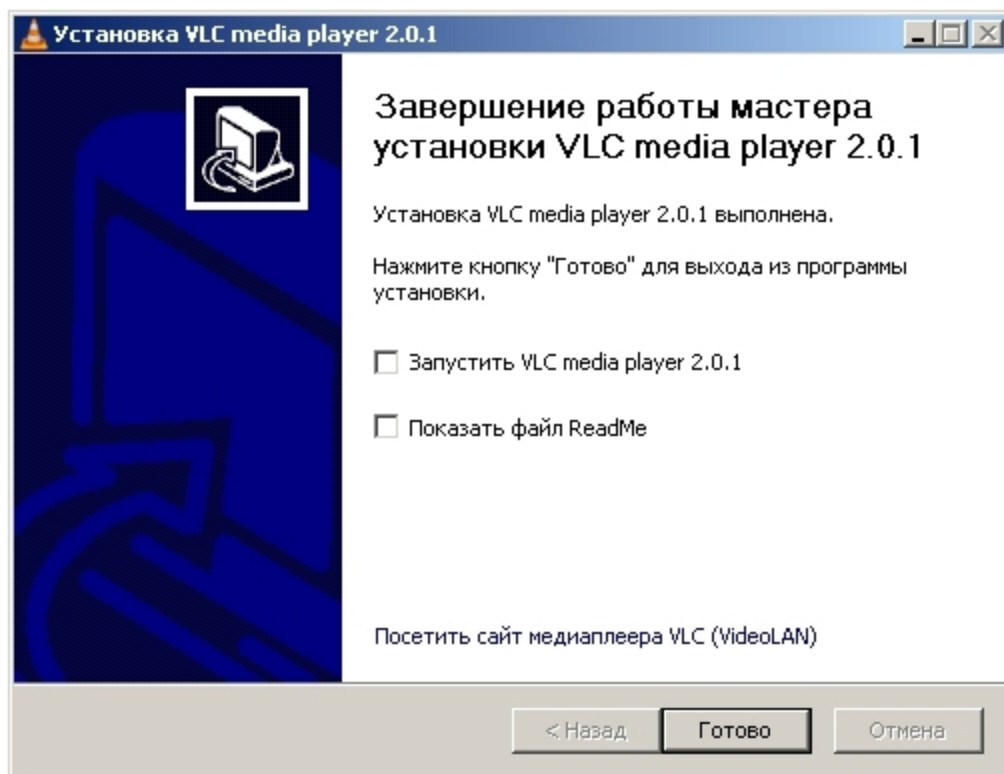 Установка VLC media player 2.0.1
Завершение работы мастера
установки VLC media player 2.0.1
Установка VLC media player 2.0.1 выполнена.
Нажмите кнопку "Готово" для выхода из программы
установки.
Запустить VLC media player 2.0.1
Показать файл ReadMe
Посетить сайт медиаплеера VLC (VideoLAN)
< Назад
Готово
Отмена